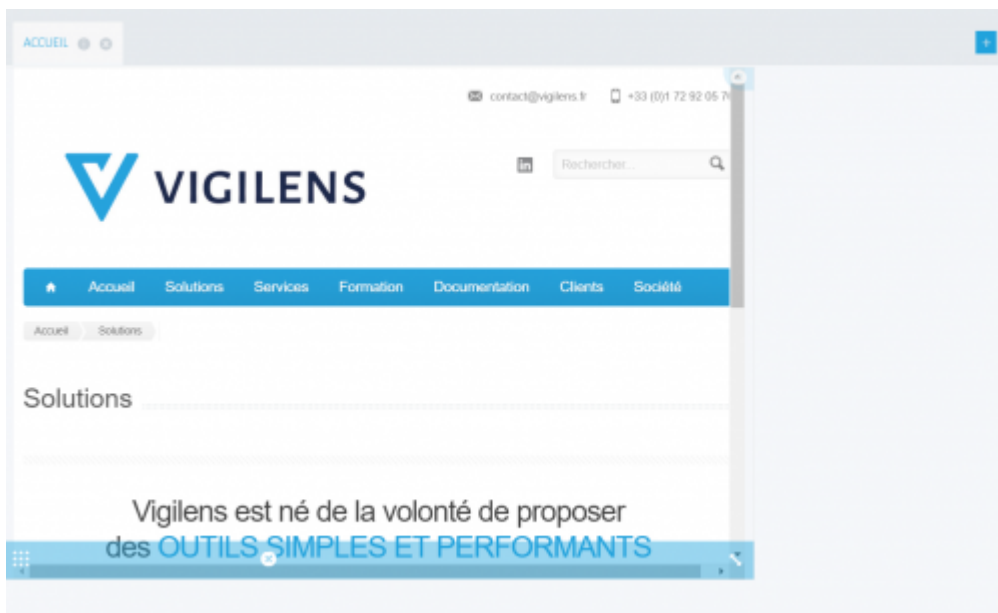 ACCUEIL
contact@vigilens.fr +33 (0)1 72 92 05
Rechercher...
VIGILENS
Accueil Solutions Services Formation Documentation Clients Société
Accueil Solutions
Solutions
Vigilens est né de la volonté de proposer
des OUTILS SIMPLES ET PERFORMANTS